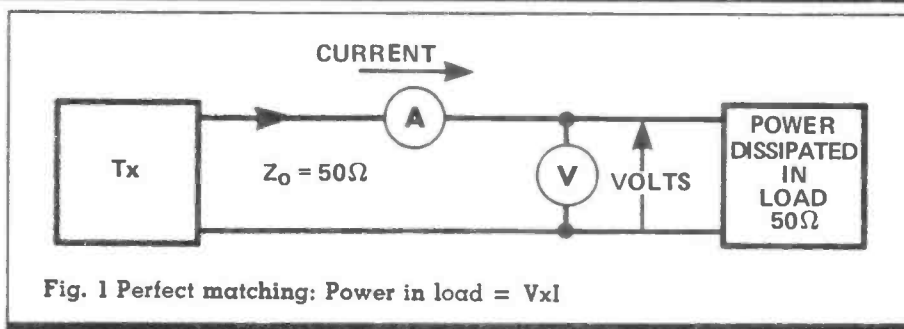 CURRENT
A
Tx
Z₀ = 50Ω
V
VOLTS
POWER
DISSIPATED
IN
LOAD
50Ω
Fig. 1 Perfect matching: Power in load = VxI